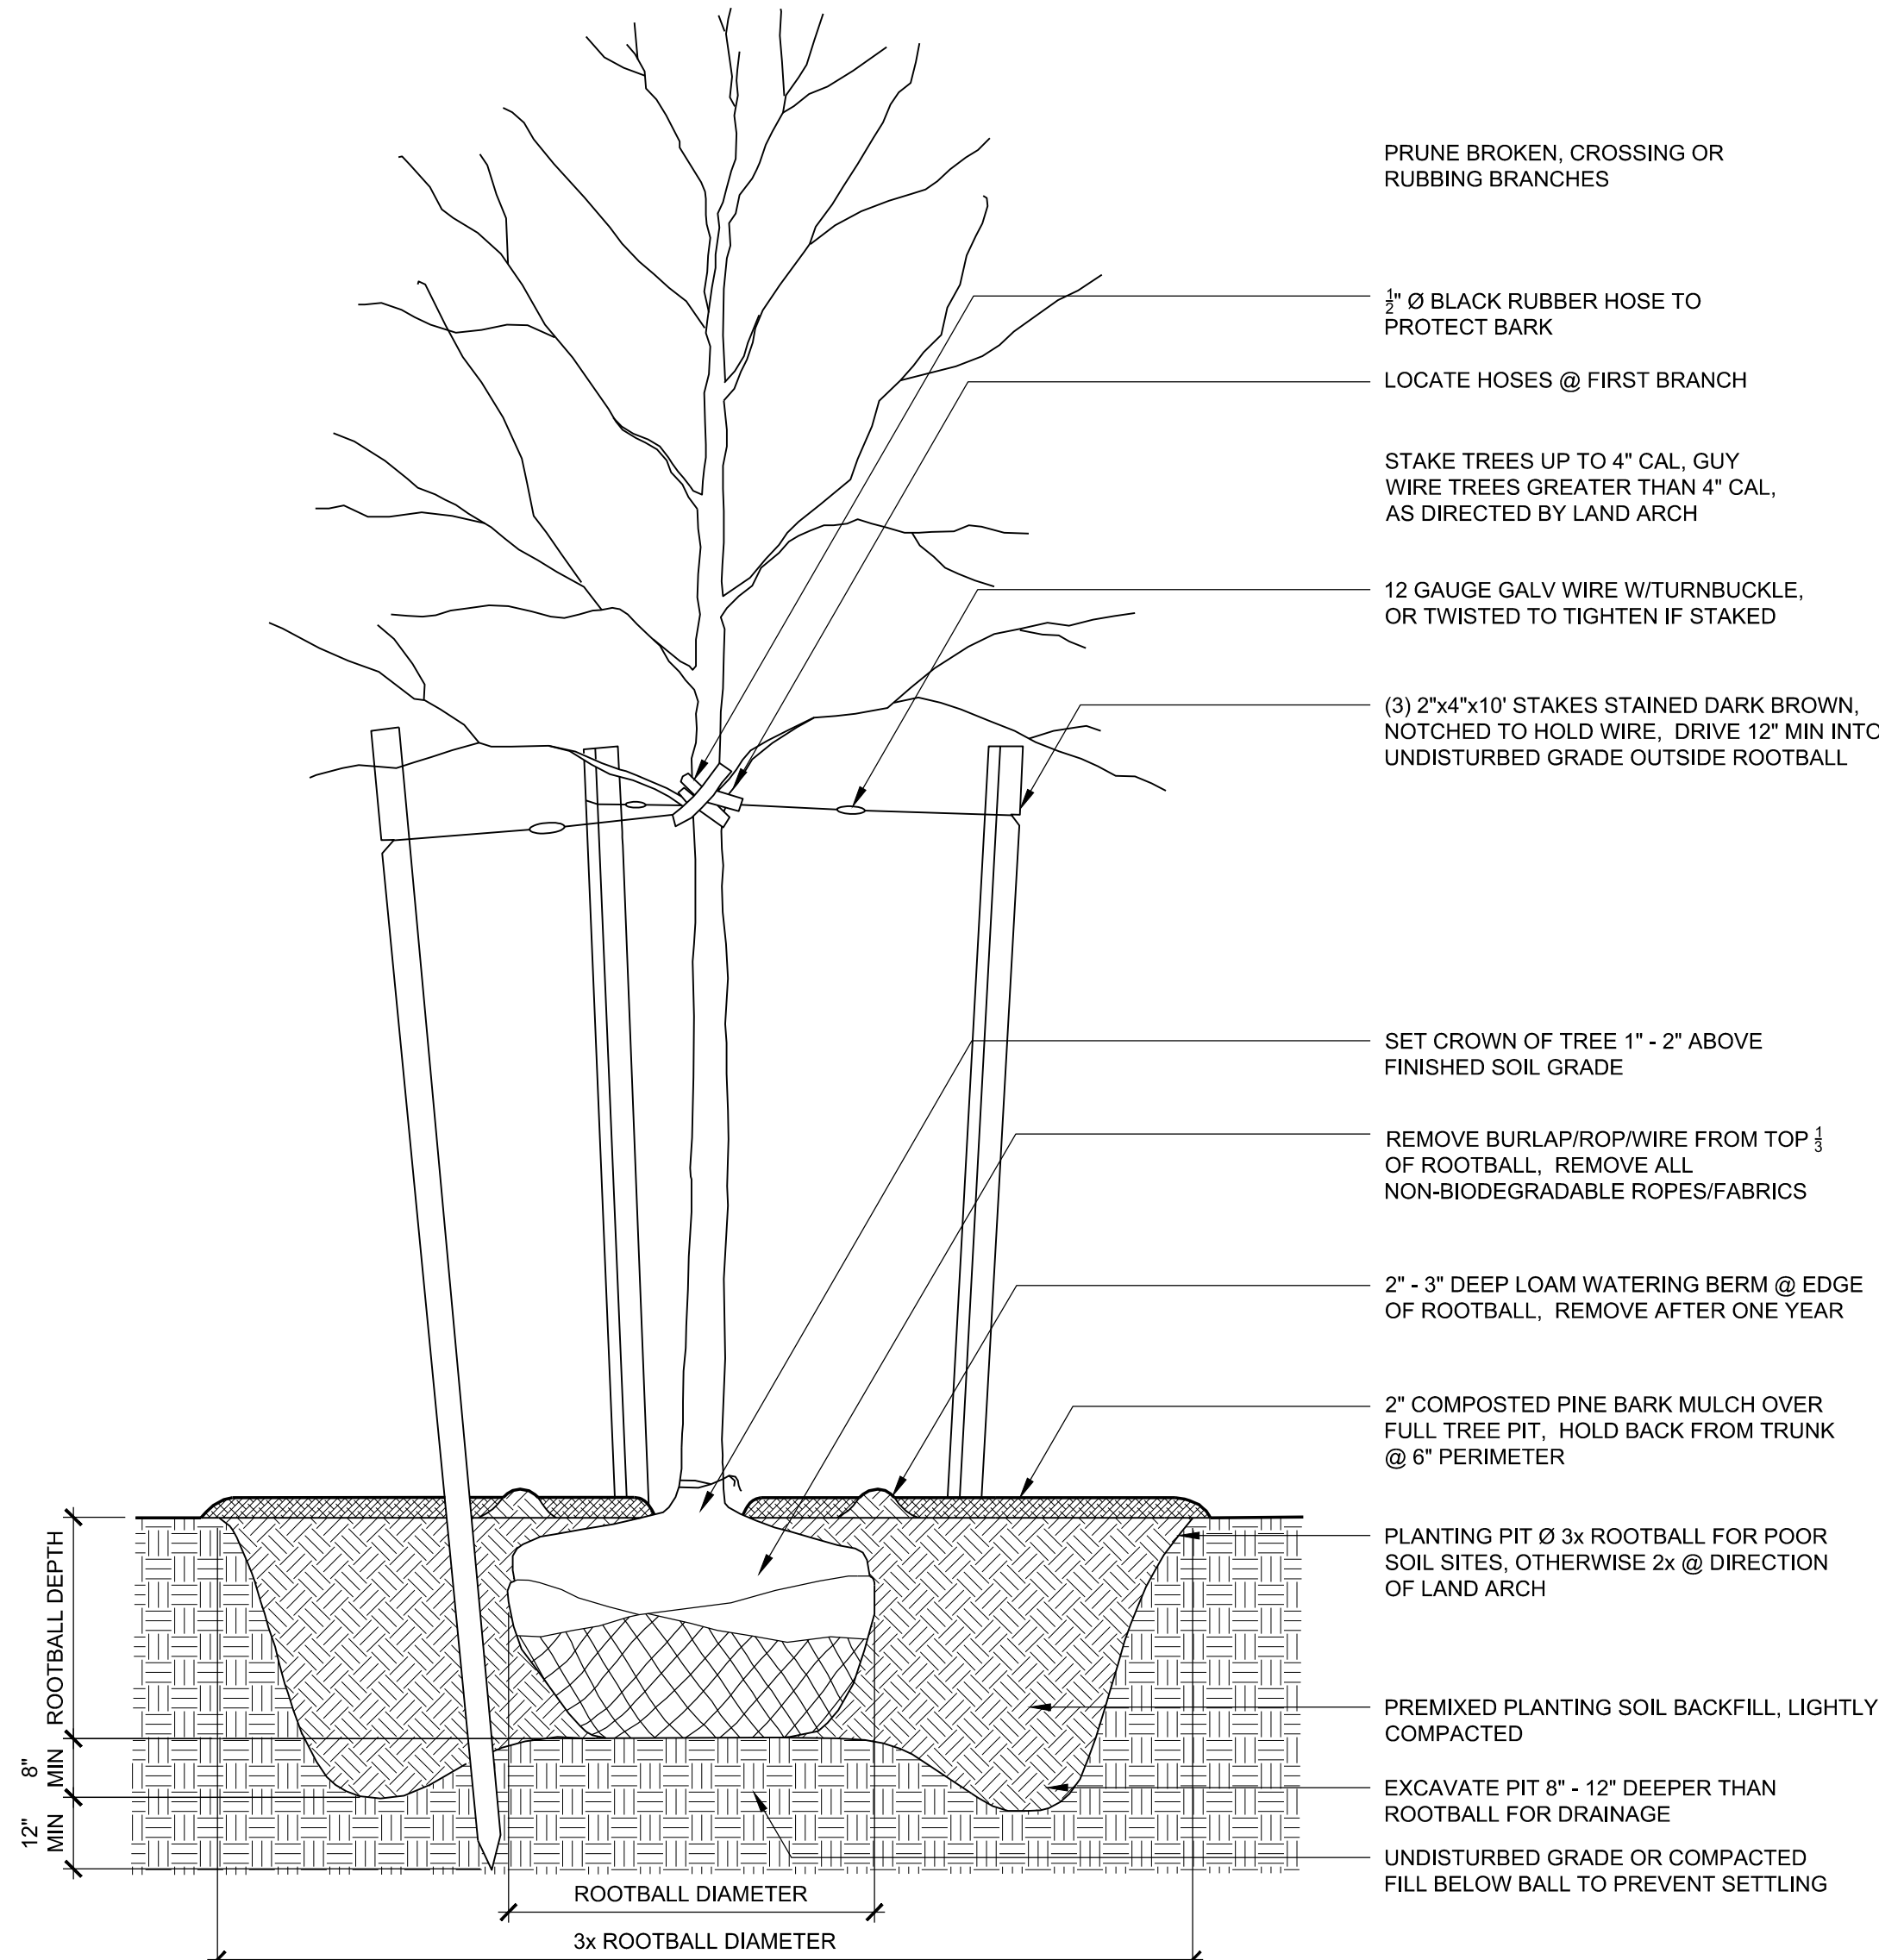 PRUNE BROKEN, CROSSING OR
RUBBING BRANCHES
½" Ø BLACK RUBBER HOSE TO
PROTECT BARK
LOCATE HOSES @ FIRST BRANCH
STAKE TREES UP TO 4" CAL, GUY
WIRE TREES GREATER THAN 4" CAL,
AS DIRECTED BY LAND ARCH
12 GAUGE GALV WIRE W/TURNBUCKLE,
OR TWISTED TO TIGHTEN IF STAKED
(3) 2"x4"x10' STAKES STAINED DARK BROWN,
NOTCHED TO HOLD WIRE, DRIVE 12" MIN INTO
UNDISTURBED GRADE OUTSIDE ROOTBALL
SET CROWN OF TREE 1" - 2" ABOVE
FINISHED SOIL GRADE
REMOVE BURLAP/ROP/WIRE FROM TOP ⅓
OF ROOTBALL, REMOVE ALL
NON-BIODEGRADABLE ROPES/FABRICS
2" - 3" DEEP LOAM WATERING BERM @ EDGE
OF ROOTBALL, REMOVE AFTER ONE YEAR
2" COMPOSTED PINE BARK MULCH OVER
FULL TREE PIT, HOLD BACK FROM TRUNK
@ 6" PERIMETER
PLANTING PIT Ø 3x ROOTBALL FOR POOR
SOIL SITES, OTHERWISE 2x @ DIRECTION
OF LAND ARCH
PREMIXED PLANTING SOIL BACKFILL, LIGHTLY
COMPACTED
EXCAVATE PIT 8" - 12" DEEPER THAN
ROOTBALL FOR DRAINAGE
UNDISTURBED GRADE OR COMPACTED
FILL BELOW BALL TO PREVENT SETTLING
ROOTBALL DEPTH
8"
MIN
12"
MIN
ROOTBALL DIAMETER
3x ROOTBALL DIAMETER